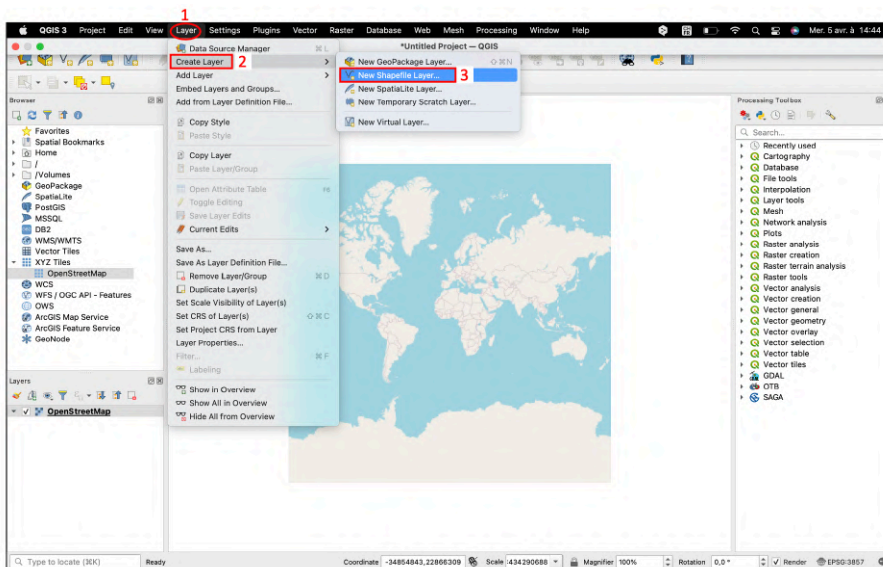 1
QGIS 3 Project Edit View Layer Settings Plugins Vector Raster Database Web Mesh Processing Window Help Mer. 5 avr. à 14:44
*Untitled Project — QGIS
Data Source Manager ⌘L
Create Layer 2
Add Layer
Embed Layers and Groups...
Add from Layer Definition File...
Copy Style
Paste Style
Copy Layer
Paste Layer/Group
Open Attribute Table
Toggle Editing
Save Layer Edits
Current Edits
Save As...
Save As Layer Definition File...
Remove Layer/Group ⌘D
Duplicate Layer(s)
Set Scale Visibility of Layer(s)
Set CRS of Layer(s) ⇧⌘C
Set Project CRS from Layer
Layer Properties...
Filter... ⌘F
Labeling
Show in Overview
Show All in Overview
Hide All from Overview
New GeoPackage Layer... ⇧⌘N
New Shapefile Layer... 3
New SpatiaLite Layer...
New Temporary Scratch Layer...
New Virtual Layer...
Browser
Favorites
Spatial Bookmarks
Home
/
/Volumes
GeoPackage
SpatiaLite
PostGIS
MSSQL
DB2
WMS/WMTS
Vector Tiles
XYZ Tiles
OpenStreetMap
WCS
WFS / OGC API - Features
OWS
ArcGIS Map Service
ArcGIS Feature Service
GeoNode
Layers
OpenStreetMap
Processing Toolbox
Search...
Recently used
Cartography
Database
File tools
Interpolation
Layer tools
Mesh
Network analysis
Plots
Raster analysis
Raster creation
Raster terrain analysis
Raster tools
Vector analysis
Vector creation
Vector general
Vector geometry
Vector overlay
Vector selection
Vector table
Vector tiles
GDAL
OTB
SAGA
Type to locate (⌘K) Ready Coordinate -34854843,22866309 Scale :434290688 Magnifier 100% Rotation 0,0 ° Render EPSG:3857